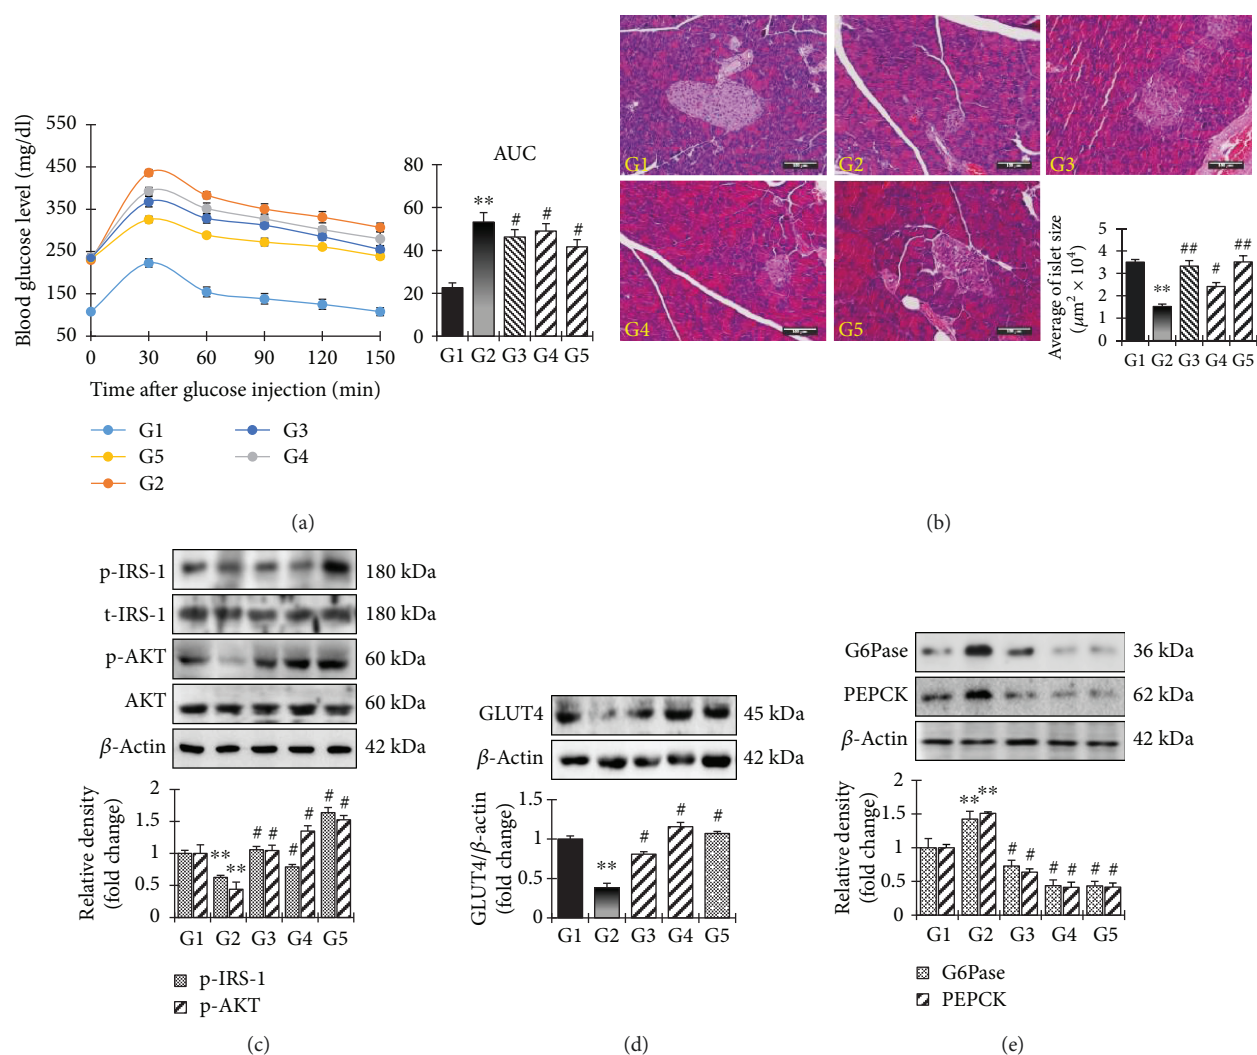 (a)
Blood glucose level (mg/dl)
550
450
350
250
150
50
0
30
60
90
120
150
Time after glucose injection (min)
G1
G5
G2
G3
G4
AUC
80
60
40
20
0
**
#
#
#
G1
G2
G3
G4
G5
G1
G2
G3
G4
G5
Average of islet size
(μm² × 10⁴)
5
4
3
2
1
0
**
##
#
##
G1
G2
G3
G4
G5
(b)
p-IRS-1
180 kDa
t-IRS-1
180 kDa
p-AKT
60 kDa
AKT
60 kDa
β-Actin
42 kDa
Relative density
(fold change)
2
1.5
1
0.5
0
**
**
#
#
#
#
#
#
G1
G2
G3
G4
G5
p-IRS-1
p-AKT
(c)
GLUT4
45 kDa
β-Actin
42 kDa
GLUT4/β-actin
(fold change)
1.5
1
0.5
0
**
#
#
#
G1
G2
G3
G4
G5
(d)
G6Pase
36 kDa
PEPCK
62 kDa
β-Actin
42 kDa
Relative density
(fold change)
2
1.5
1
0.5
0
**
**
#
#
#
#
#
#
G1
G2
G3
G4
G5
G6Pase
PEPCK
(e)